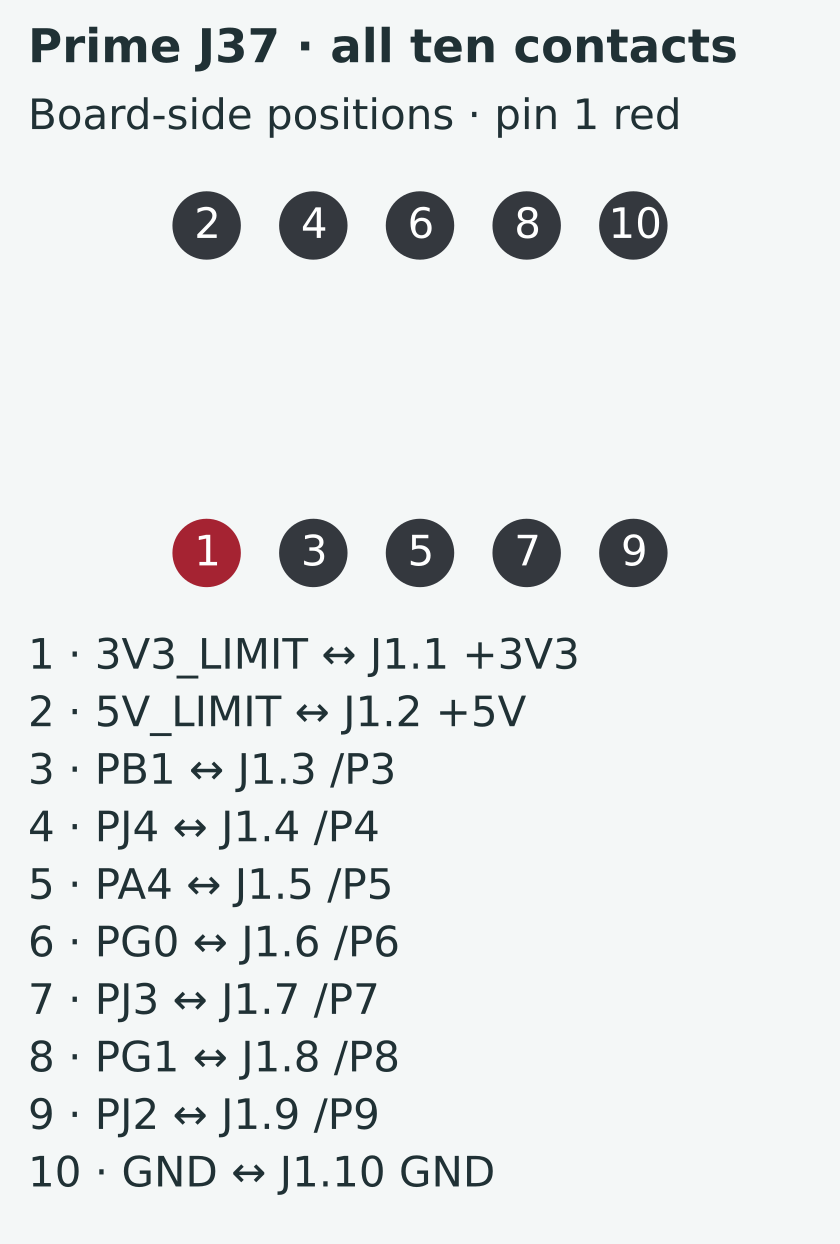 Prime J37 · all ten contacts
Board-side positions · pin 1 red
2 4 6 8 10
1 3 5 7 9
1 · 3V3_LIMIT ↔ J1.1 +3V3
2 · 5V_LIMIT ↔ J1.2 +5V
3 · PB1 ↔ J1.3 /P3
4 · PJ4 ↔ J1.4 /P4
5 · PA4 ↔ J1.5 /P5
6 · PG0 ↔ J1.6 /P6
7 · PJ3 ↔ J1.7 /P7
8 · PG1 ↔ J1.8 /P8
9 · PJ2 ↔ J1.9 /P9
10 · GND ↔ J1.10 GND